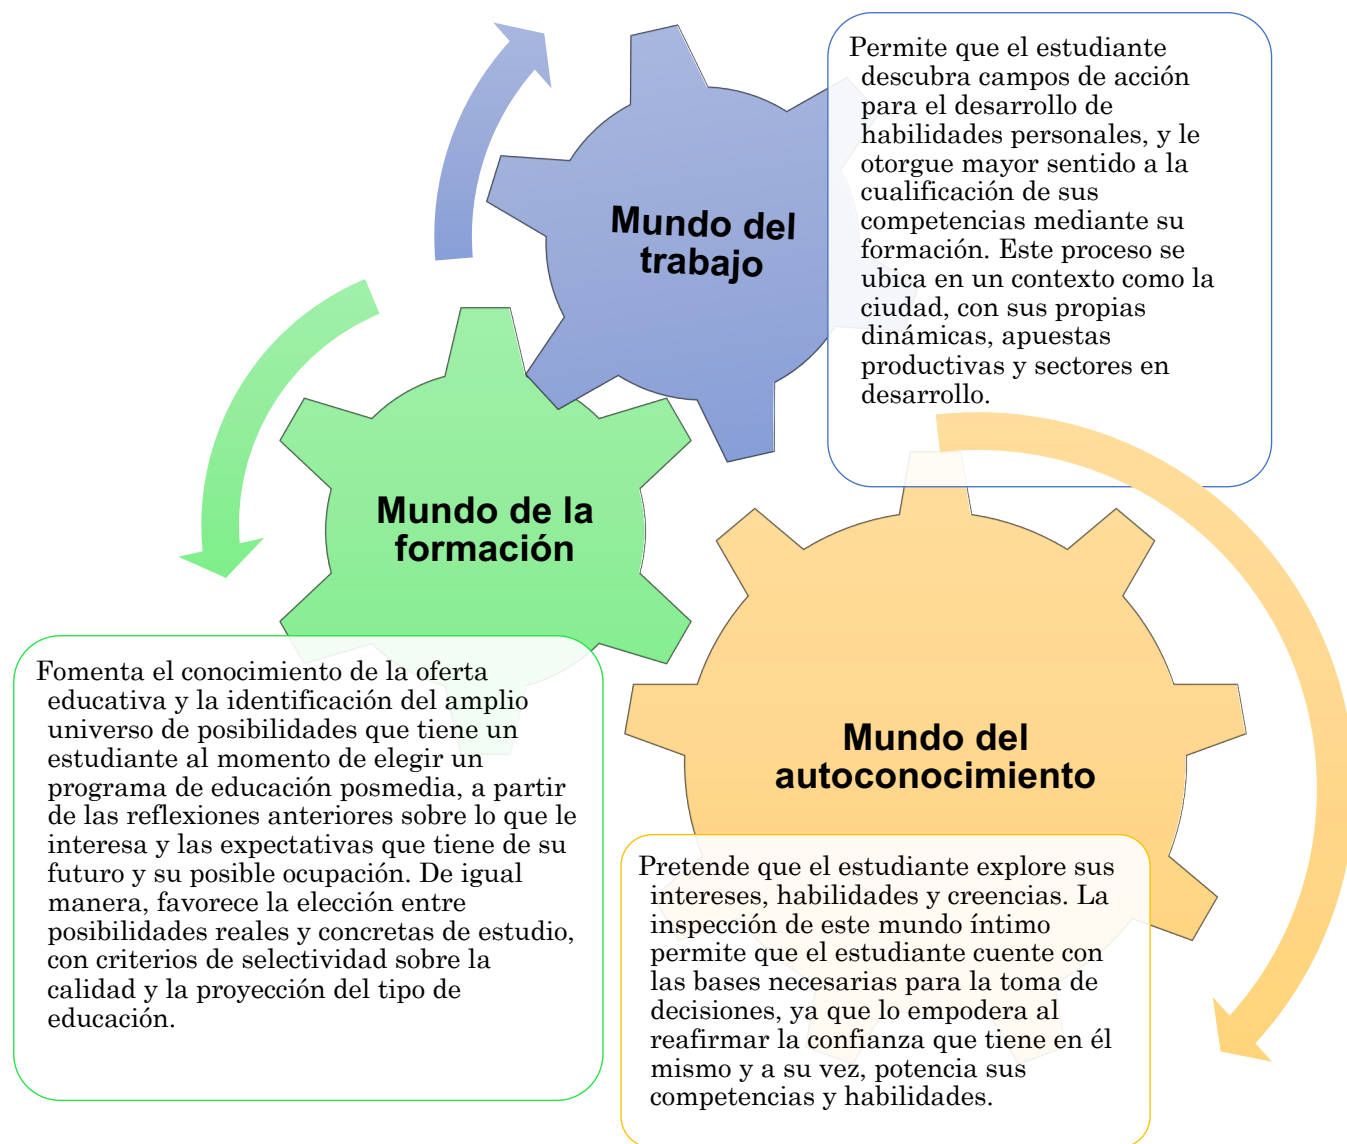 Permite que el estudiante
descubra campos de acción
para el desarrollo de
habilidades personales, y le
otorgue mayor sentido a la
cualificación de sus
competencias mediante su
formación. Este proceso se
ubica en un contexto como la
ciudad, con sus propias
dinámicas, apuestas
productivas y sectores en
desarrollo.
Mundo del
trabajo
Mundo de la
formación
Fomenta el conocimiento de la oferta
educativa y la identificación del amplio
universo de posibilidades que tiene un
estudiante al momento de elegir un
programa de educación posmedia, a partir
de las reflexiones anteriores sobre lo que le
interesa y las expectativas que tiene de su
futuro y su posible ocupación. De igual
manera, favorece la elección entre
posibilidades reales y concretas de estudio,
con criterios de selectividad sobre la
calidad y la proyección del tipo de
educación.
Mundo del
autoconocimiento
Pretende que el estudiante explore sus
intereses, habilidades y creencias. La
inspección de este mundo íntimo
permite que el estudiante cuente con
las bases necesarias para la toma de
decisiones, ya que lo empodera al
reafirmar la confianza que tiene en él
mismo y a su vez, potencia sus
competencias y habilidades.